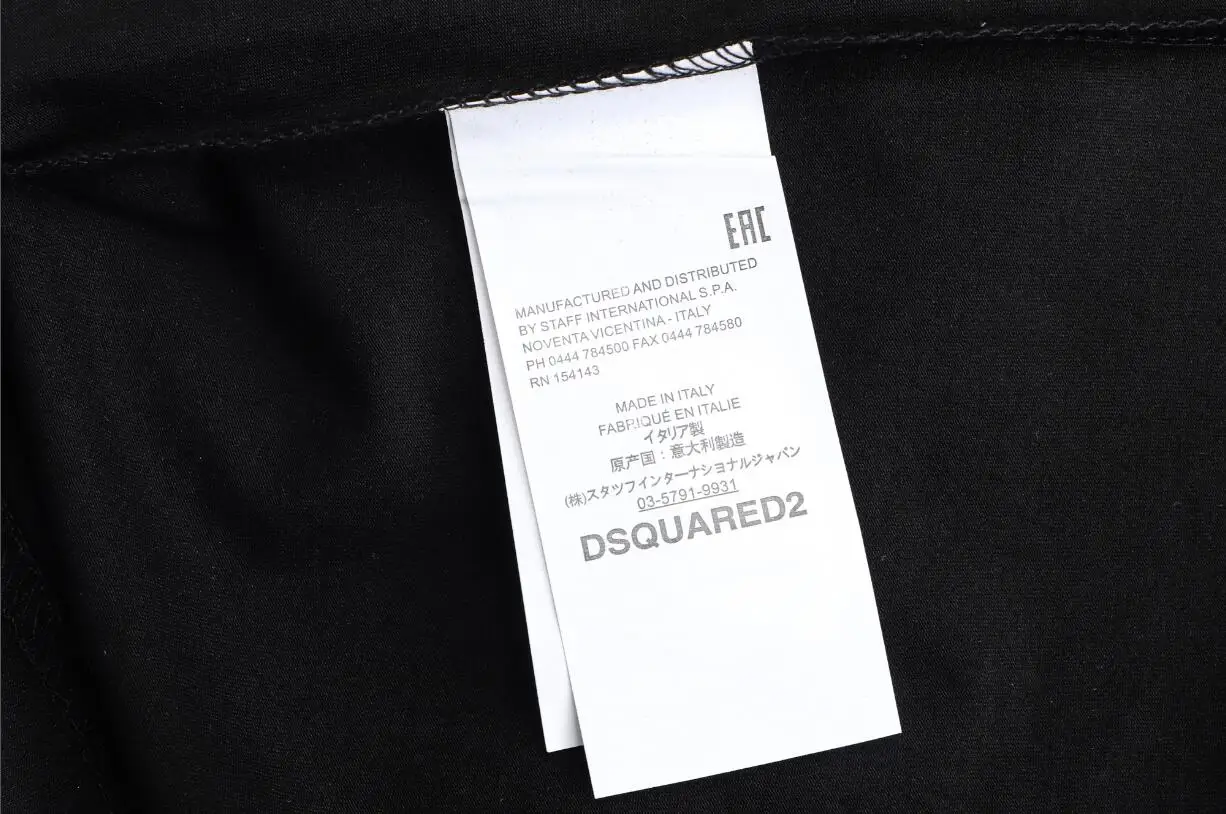 EAC
MANUFACTURED AND DISTRIBUTED
BY STAFF INTERNATIONAL S.P.A.
NOVENTA VICENTINA - ITALY
PH 0444 784500 FAX 0444 784580
RN 154143
MADE IN ITALY
FABRIQUÉ EN ITALIE
イタリア製
原产国：意大利製造
(株)スタッフインターナショナルジャパン
03-5791-9931
DSQUARED2